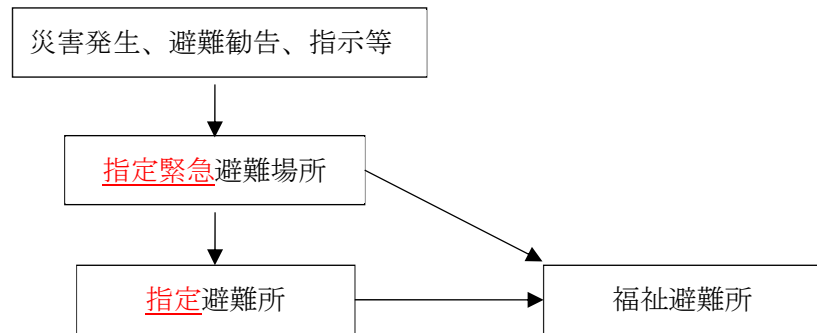 災害発生、避難勧告、指示等
指定緊急避難場所
指定避難所
福祉避難所